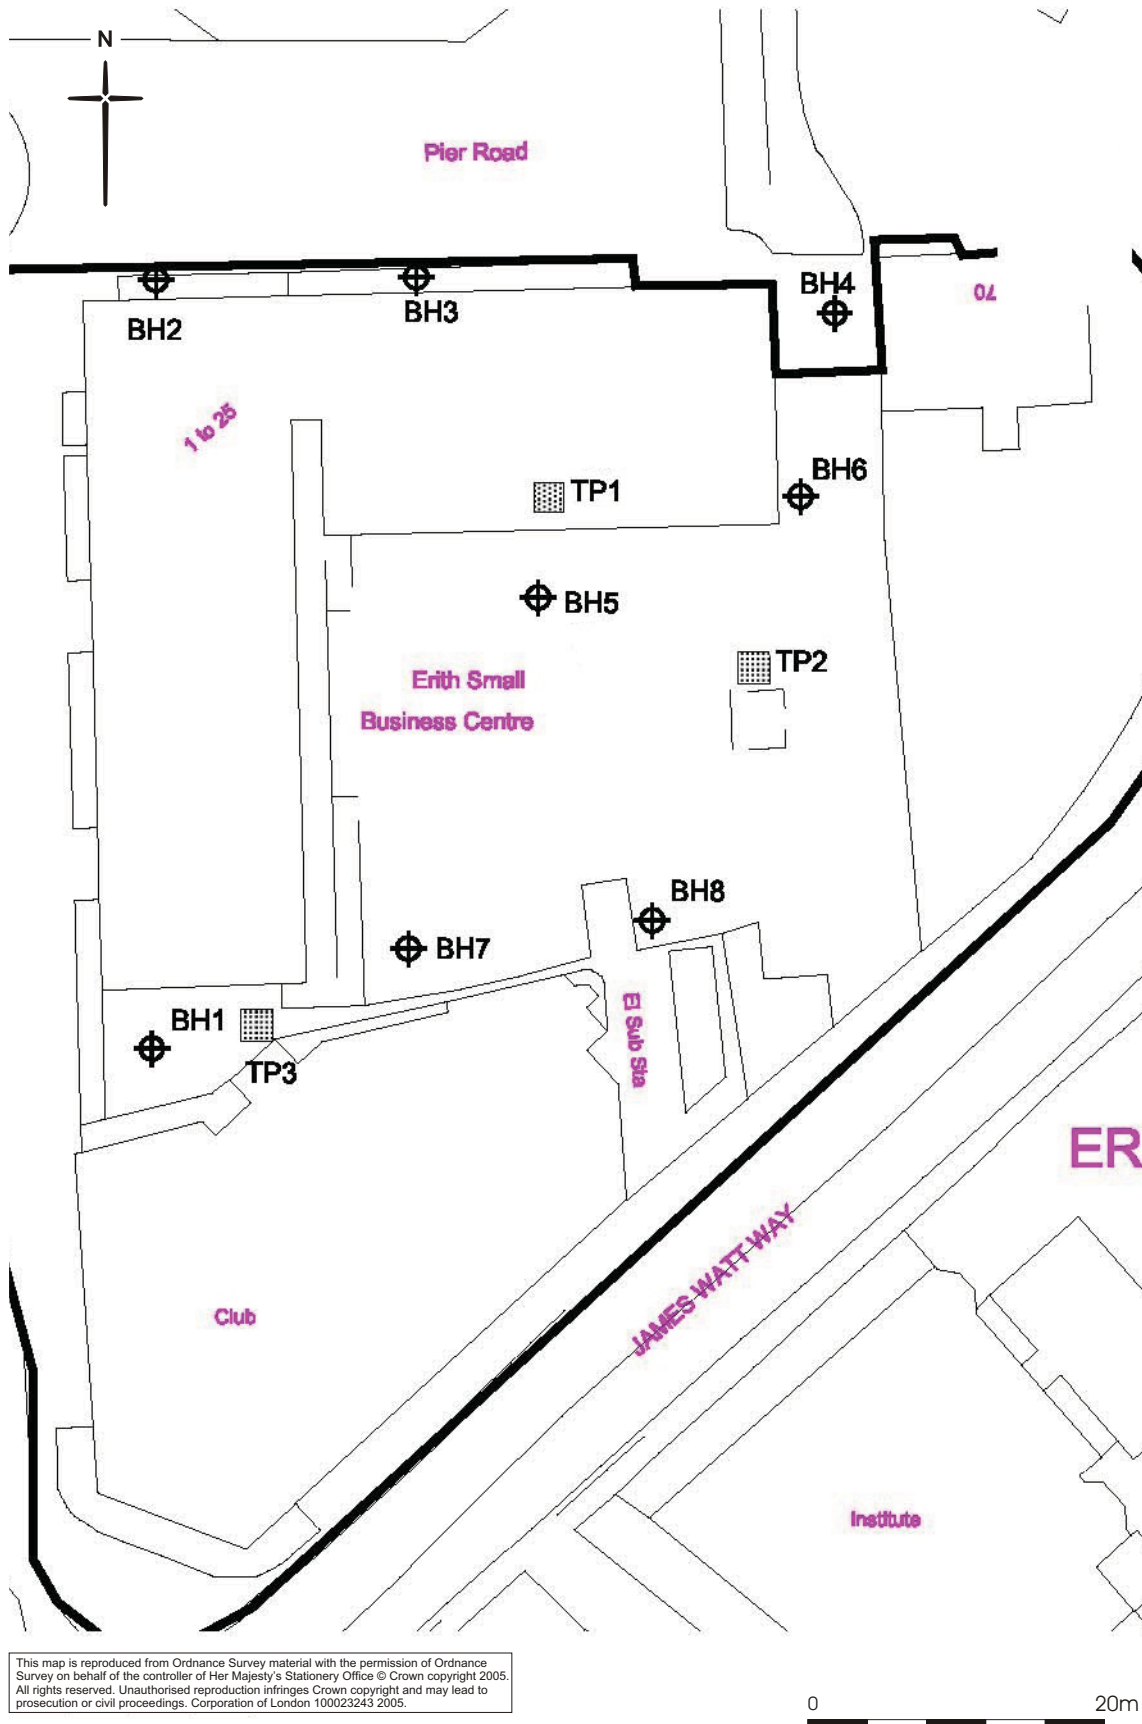 N
Pier Road
BH2
BH3
BH4
70
1 to 25
BH6
TP1
BH5
TP2
Erith Small
Business Centre
BH8
BH7
BH1
El Sub Sta
TP3
ER
JAMES WATT WAY
Club
Institute
This map is reproduced from Ordnance Survey material with the permission of Ordnance
Survey on behalf of the controller of Her Majesty's Stationery Office © Crown copyright 2005.
All rights reserved. Unauthorised reproduction infringes Crown copyright and may lead to
prosecution or civil proceedings. Corporation of London 100023243 2005.
0 20m